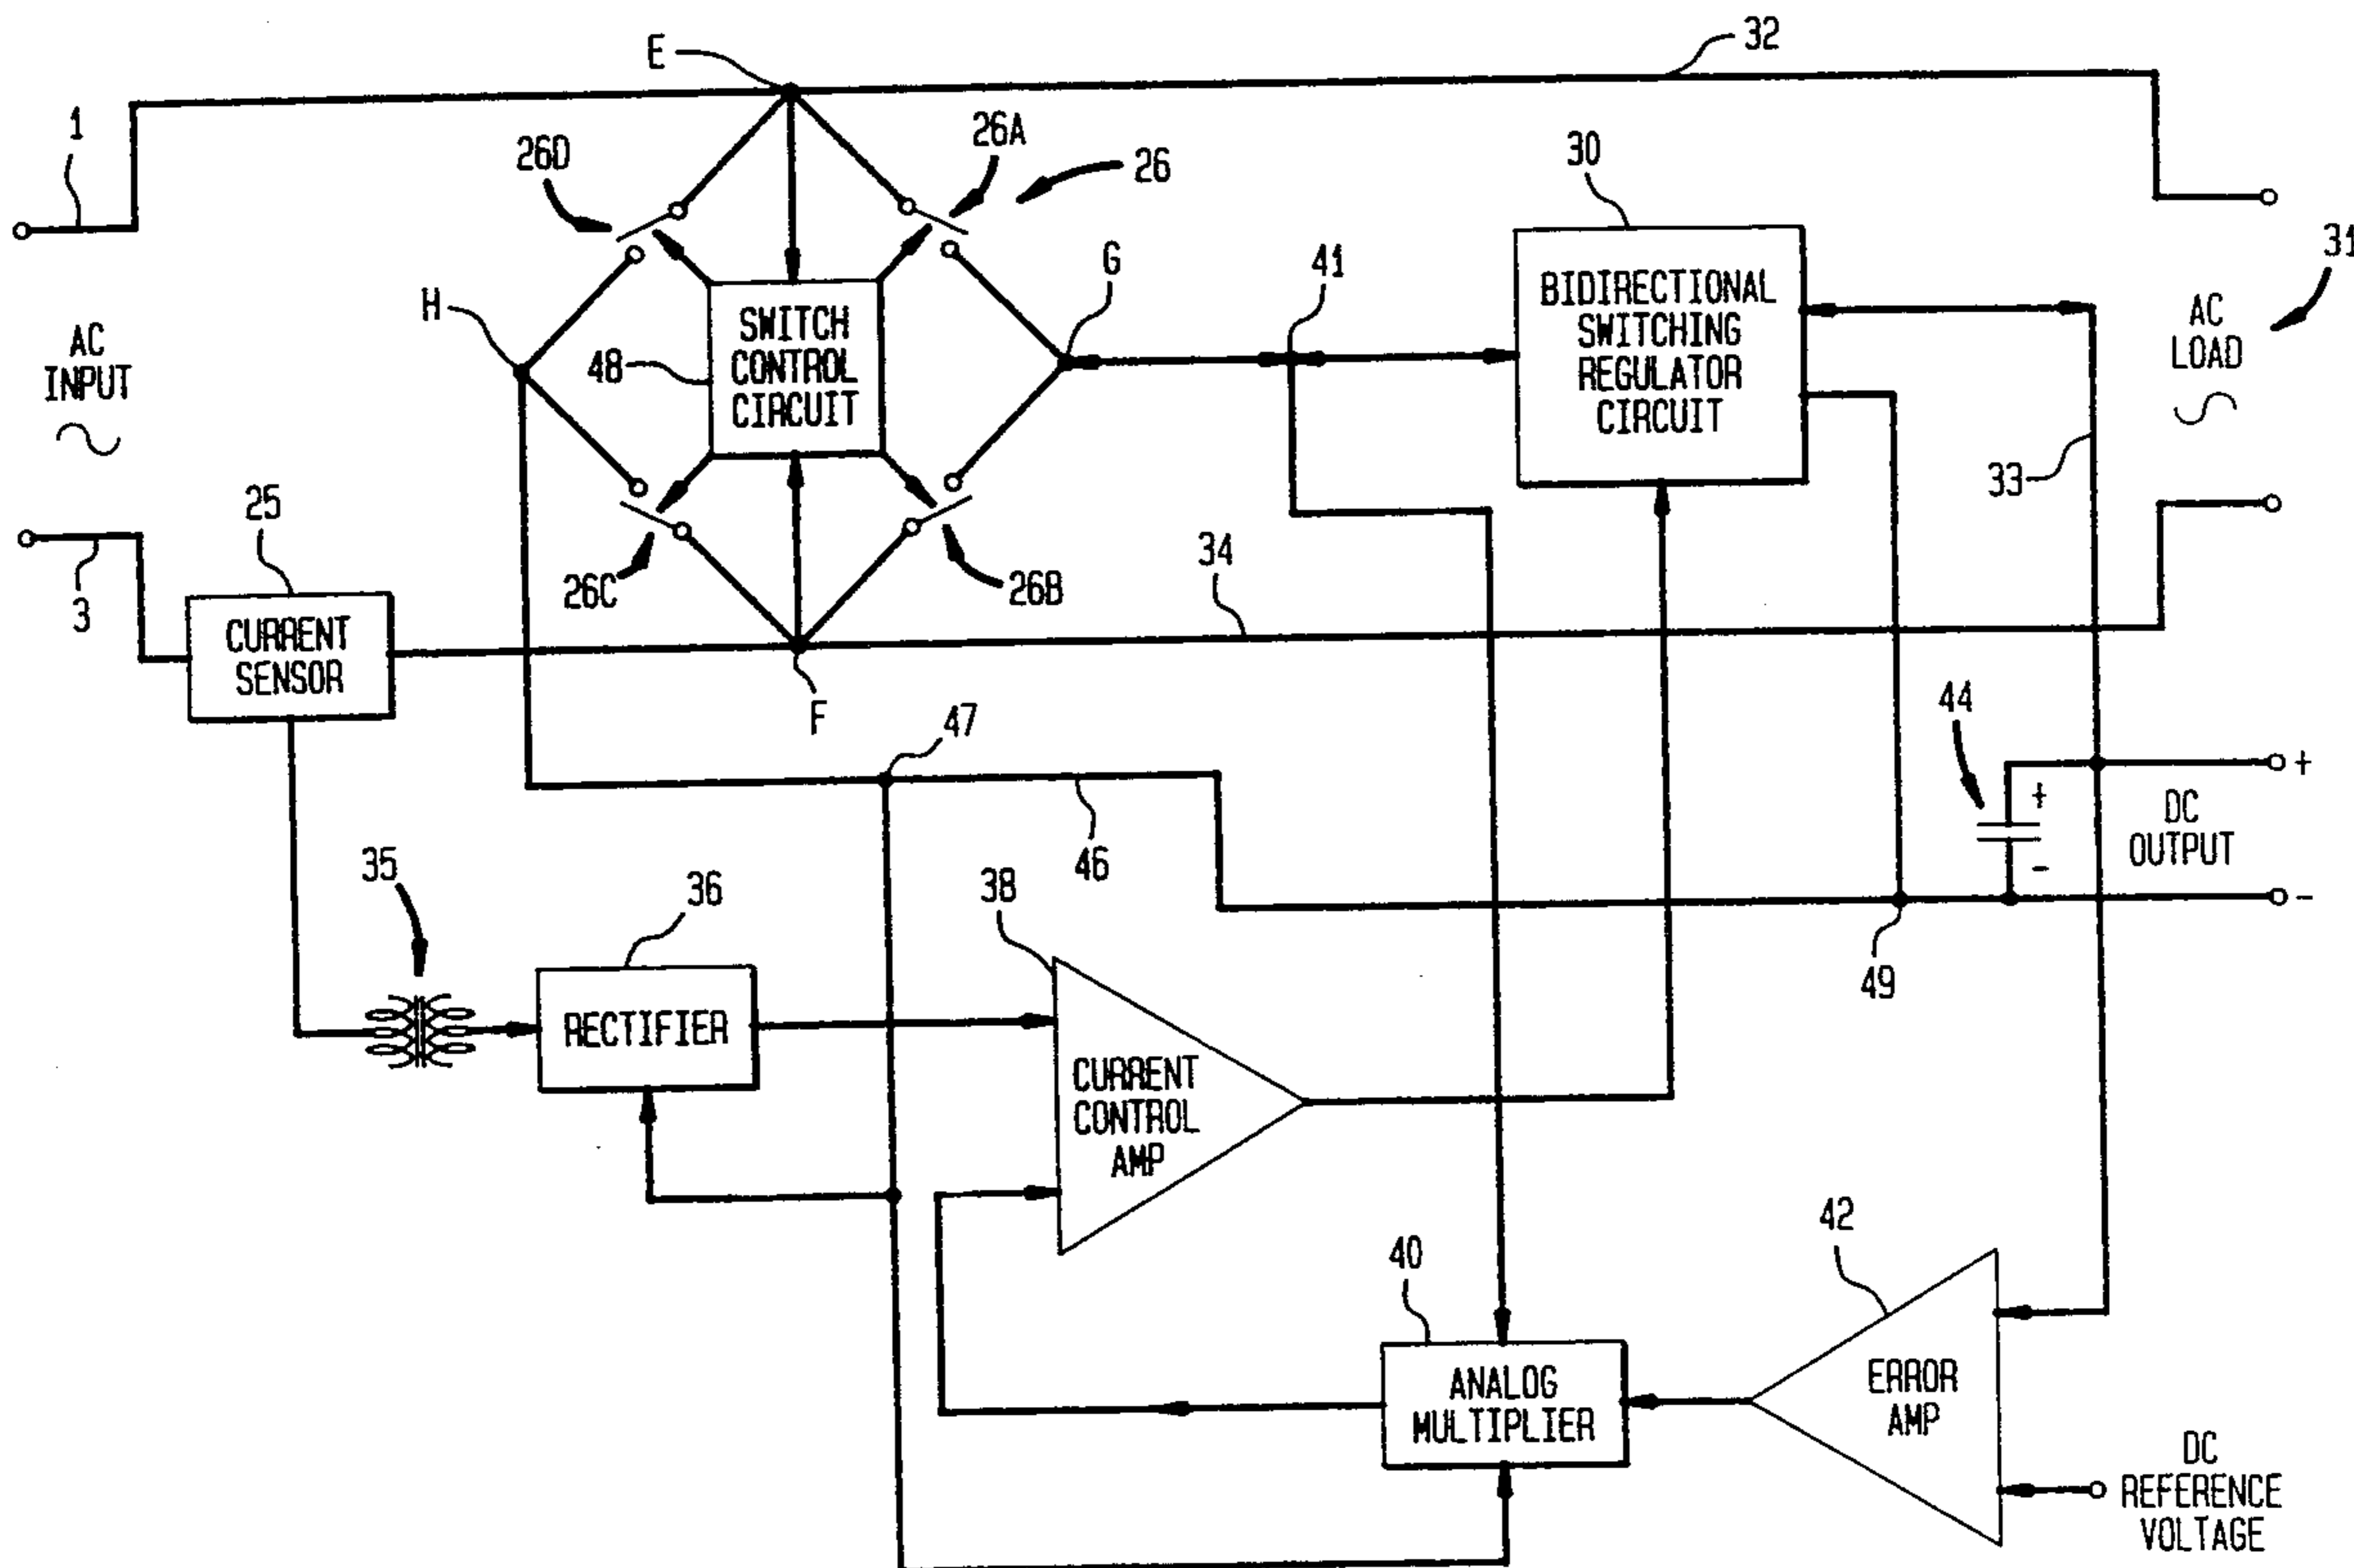 E
32
1
26D
26A
26
30
41
G
H
48
SWITCH
CONTROL
CIRCUIT
BIDIRECTIONAL
SWITCHING
REGULATOR
CIRCUIT
31
AC
LOAD
AC
INPUT
33
25
3
26C
26B
34
CURRENT
SENSOR
F
47
44
+
+
DC
OUTPUT
-
-
46
35
36
38
49
RECTIFIER
CURRENT
CONTROL
AMP
40
42
ANALOG
MULTIPLIER
ERROR
AMP
DC
REFERENCE
VOLTAGE